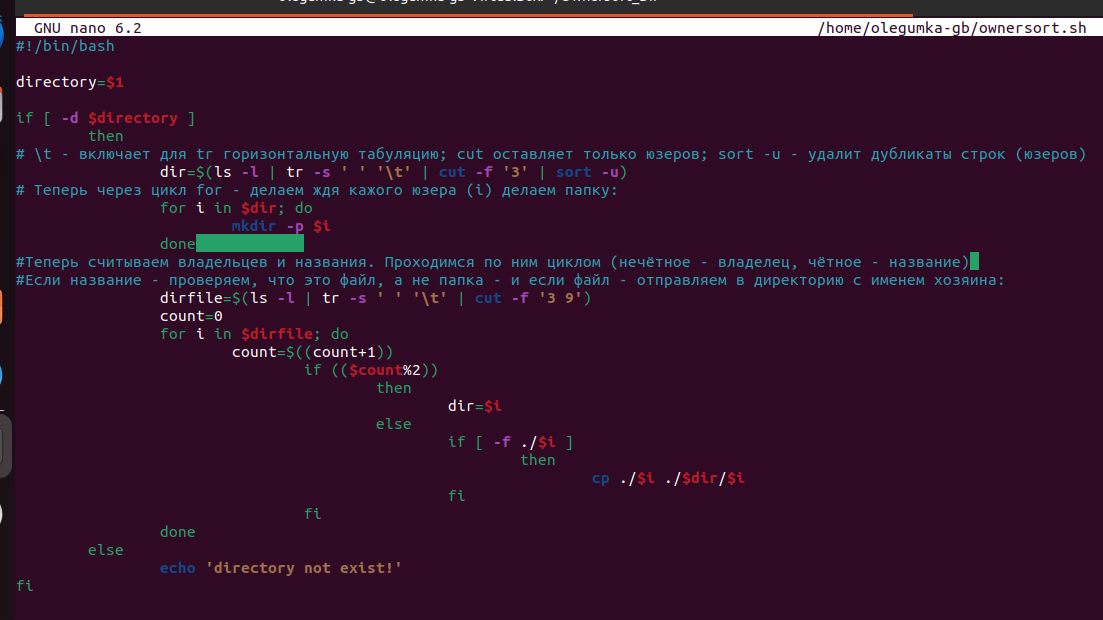 GNU nano 6.2 /home/olegumka-gb/ownersort.sh
#!/bin/bash
directory=$1
if [ -d $directory ]
then
# \t - включает для tr горизонтальную табуляцию; cut оставляет только юзеров; sort -u - удалит дубликаты строк (юзеров)
dir=$(ls -l | tr -s ' ' '\t' | cut -f '3' | sort -u)
# Теперь через цикл for - делаем ждя кажого юзера (i) делаем папку:
for i in $dir; do
mkdir -p $i
done
#Теперь считываем владельцев и названия. Проходимся по ним циклом (нечётное - владелец, чётное - название)
#Если название - проверяем, что это файл, а не папка - и если файл - отправляем в директорию с именем хозяина:
dirfile=$(ls -l | tr -s ' ' '\t' | cut -f '3 9')
count=0
for i in $dirfile; do
count=$((count+1))
if (($count%2))
then
dir=$i
else
if [ -f ./$i ]
then
cp ./$i ./$dir/$i
fi
fi
done
else
echo 'directory not exist!'
fi